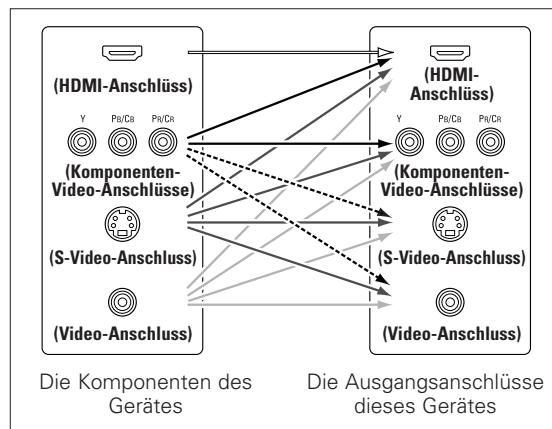 (HDMI-Anschlüss)
Y PB/CB PR/CR
(Komponenten-
Video-Anschlüsse)
(S-Video-Anschluss)
(Video-Anschluss)
Die Komponenten des
Gerätes
(HDMI-
Anschlüss)
Y PB/CB PR/CR
(Komponenten-
Video-Anschlüsse)
(S-Video-Anschluss)
(Video-Anschluss)
Die Ausgangsanschlüsse
dieses Gerätes